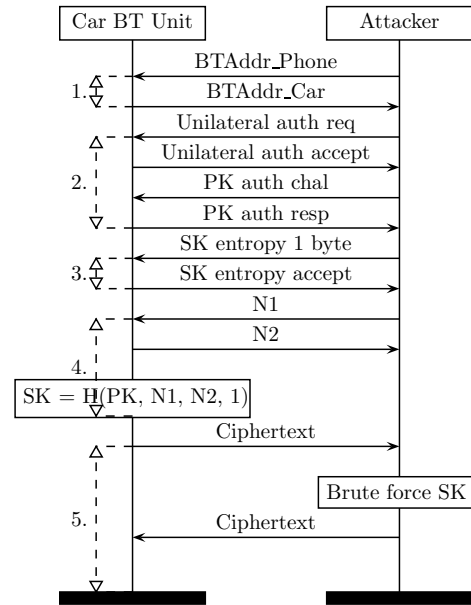 Car BT Unit
Attacker
BTAddr_Phone
1.
BTAddr_Car
Unilateral auth req
Unilateral auth accept
2.
PK auth chal
PK auth resp
SK entropy 1 byte
3.
SK entropy accept
N1
N2
4.
SK = H(PK, N1, N2, 1)
Ciphertext
Brute force SK
5.
Ciphertext